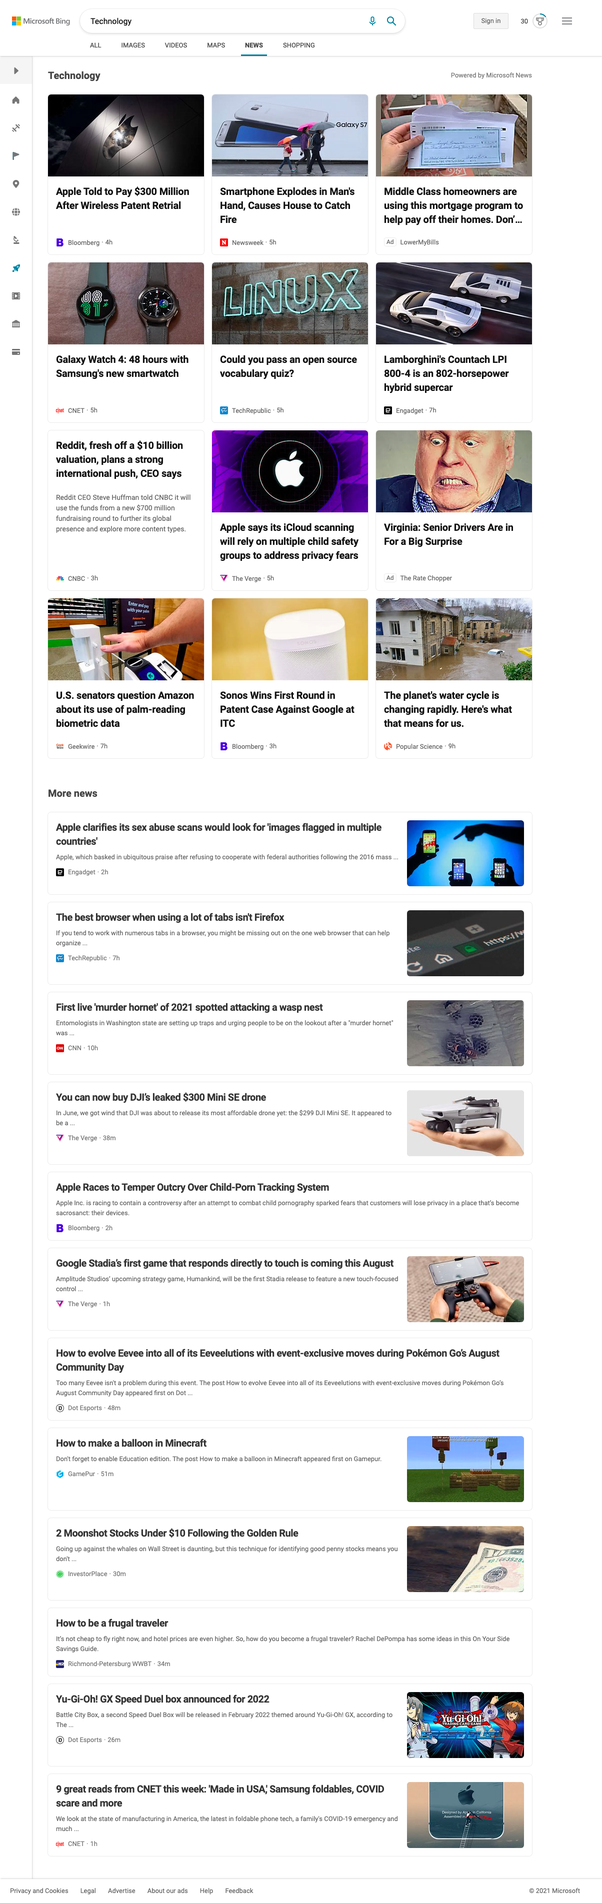 Microsoft Bing
Technology
Sign in
30
ALL
IMAGES
VIDEOS
MAPS
NEWS
SHOPPING
Technology
Powered by Microsoft News
Galaxy S7
Apple Told to Pay $300 Million
After Wireless Patent Retrial
Bloomberg · 4h
Smartphone Explodes in Man's
Hand, Causes House to Catch
Fire
Newsweek · 5h
Middle Class homeowners are
using this mortgage program to
help pay off their homes. Don'...
Ad LowerMyBills
LINUX
Galaxy Watch 4: 48 hours with
Samsung's new smartwatch
CNET · 5h
Could you pass an open source
vocabulary quiz?
TechRepublic · 5h
Lamborghini's Countach LPI
800-4 is an 802-horsepower
hybrid supercar
Engadget · 7h
Reddit, fresh off a $10 billion
valuation, plans a strong
international push, CEO says
Reddit CEO Steve Huffman told CNBC it will
use the funds from a new $700 million
fundraising round to further its global
presence and explore more content types.
CNBC · 3h
Apple says its iCloud scanning
will rely on multiple child safety
groups to address privacy fears
The Verge · 5h
Virginia: Senior Drivers Are in
For a Big Surprise
Ad The Rate Chopper
Enter and
pay with
your palm.
U.S. senators question Amazon
about its use of palm-reading
biometric data
Geekwire · 7h
Sonos Wins First Round in
Patent Case Against Google at
ITC
Bloomberg · 3h
The planet's water cycle is
changing rapidly. Here's what
that means for us.
Popular Science · 9h
More news
Apple clarifies its sex abuse scans would look for 'images flagged in multiple
countries'
Apple, which basked in ubiquitous praise after refusing to cooperate with federal authorities following the 2016 mass ...
Engadget · 2h
The best browser when using a lot of tabs isn't Firefox
If you tend to work with numerous tabs in a browser, you might be missing out on the one web browser that can help
organize ...
TechRepublic · 7h
First live 'murder hornet' of 2021 spotted attacking a wasp nest
Entomologists in Washington state are setting up traps and urging people to be on the lookout after a "murder hornet"
was ...
CNN · 10h
You can now buy DJI's leaked $300 Mini SE drone
In June, we got wind that DJI was about to release its most affordable drone yet: the $299 DJI Mini SE. It appeared to
be a ...
The Verge · 38m
Apple Races to Temper Outcry Over Child-Porn Tracking System
Apple Inc. is racing to contain a controversy after an attempt to combat child pornography sparked fears that customers will lose privacy in a place that's become
sacrosanct: their devices.
Bloomberg · 2h
Google Stadia's first game that responds directly to touch is coming this August
Amplitude Studios' upcoming strategy game, Humankind, will be the first Stadia release to feature a new touch-focused
control ...
The Verge · 1h
How to evolve Eevee into all of its Eeveelutions with event-exclusive moves during Pokémon Go's August
Community Day
Too many Eevee isn't a problem during this event. The post How to evolve Eevee into all of its Eeveelutions with event-exclusive moves during Pokémon Go's
August Community Day appeared first on Dot ...
Dot Esports · 48m
How to make a balloon in Minecraft
Don't forget to enable Education edition. The post How to make a balloon in Minecraft appeared first on Gamepur.
GamePur · 51m
2 Moonshot Stocks Under $10 Following the Golden Rule
Going up against the whales on Wall Street is daunting, but this technique for identifying good penny stocks means you
don't ...
InvestorPlace · 30m
How to be a frugal traveler
It's not cheap to fly right now, and hotel prices are even higher. So, how do you become a frugal traveler? Rachel DePompa has some ideas in this On Your Side
Savings Guide.
Richmond-Petersburg WWBT · 34m
Yu-Gi-Oh! GX Speed Duel box announced for 2022
Battle City Box, a second Speed Duel Box will be released in February 2022 themed around Yu-Gi-Oh! GX, according to
The ...
Dot Esports · 26m
Yu-Gi-Oh!
TRADING CARD GAME
9 great reads from CNET this week: 'Made in USA,' Samsung foldables, COVID
scare and more
We look at the state of manufacturing in America, the latest in foldable phone tech, a family's COVID-19 emergency and
much ...
CNET · 1h
Privacy and Cookies
Legal
Advertise
About our ads
Help
Feedback
© 2021 Microsoft